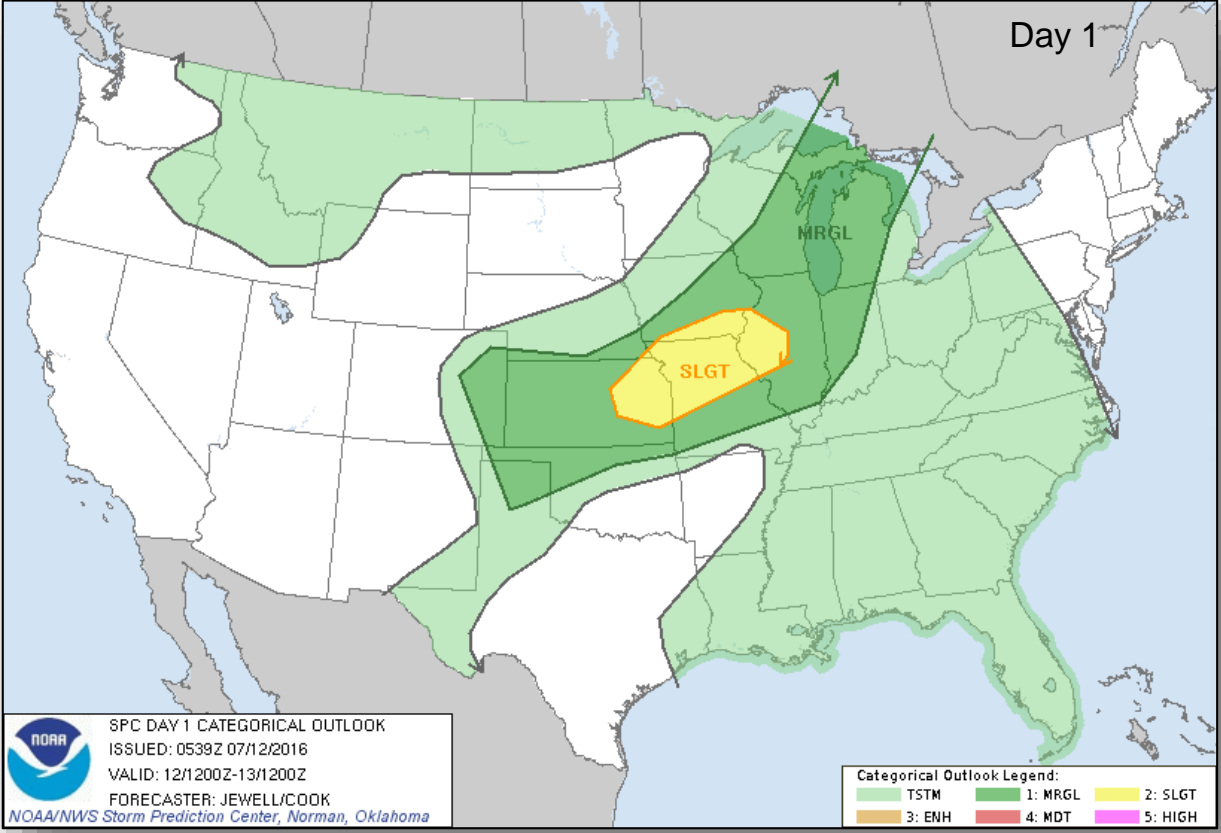 Day 1
MRGL
SLGT
NOAA
SPC DAY 1 CATEGORICAL OUTLOOK
ISSUED: 0539Z 07/12/2016
VALID: 12/1200Z-13/1200Z
FORECASTER: JEWELL/COOK
NOAA/NWS Storm Prediction Center, Norman, Oklahoma
Categorical Outlook Legend:
TSTM 1: MRGL 2: SLGT
3: ENH 4: MDT 5: HIGH